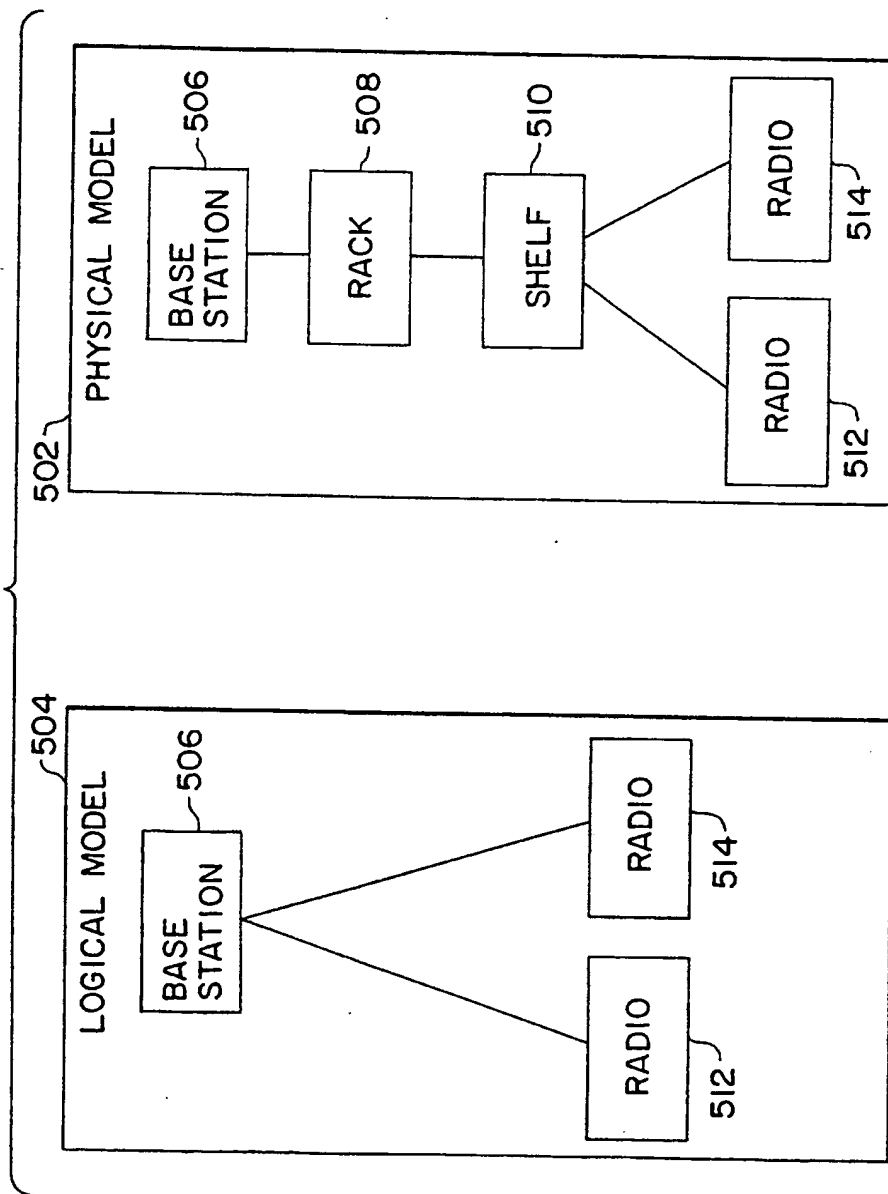 504
LOGICAL MODEL
506
BASE
STATION
RADIO
512
RADIO
514
502
PHYSICAL MODEL
506
BASE
STATION
508
RACK
510
SHELF
RADIO
512
RADIO
514